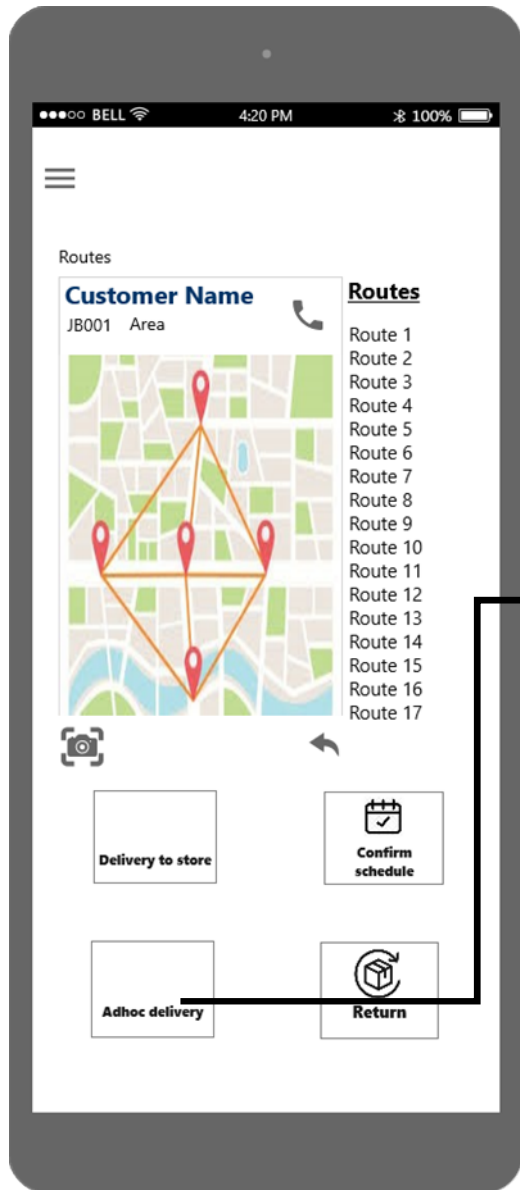 BELL 4:20 PM 100%
Routes
Customer Name
JB001 Area
Routes
Route 1
Route 2
Route 3
Route 4
Route 5
Route 6
Route 7
Route 8
Route 9
Route 10
Route 11
Route 12
Route 13
Route 14
Route 15
Route 16
Route 17
Delivery to store
Confirm
schedule
Adhoc delivery
Return